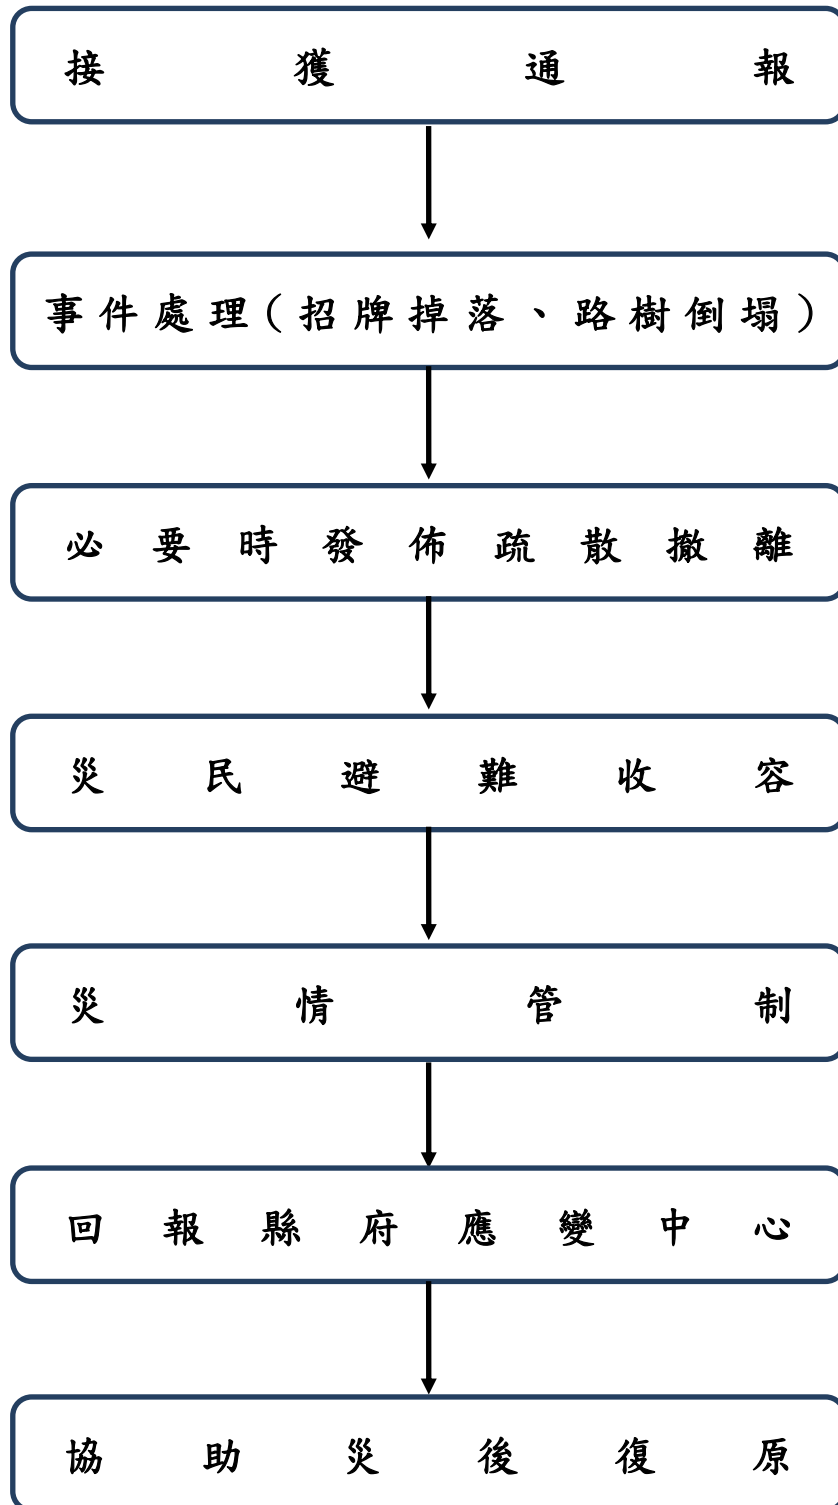 接獲通報
事件處理(招牌掉落、路樹倒塌)
必要時發佈疏散撤離
災民避難收容
災情管制
回報縣府應變中心
協助災後復原